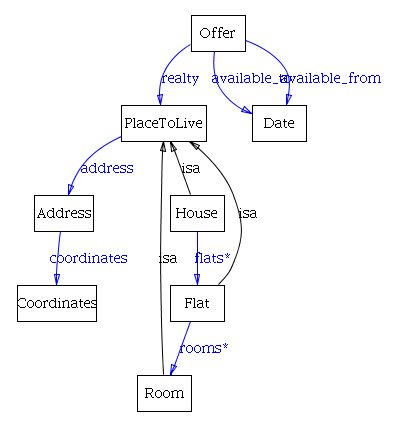 Offer
realty
available_to
available_from
PlaceToLive
Date
address
isa
Address
House
isa
coordinates
isa
flats*
Coordinates
Flat
rooms*
Room